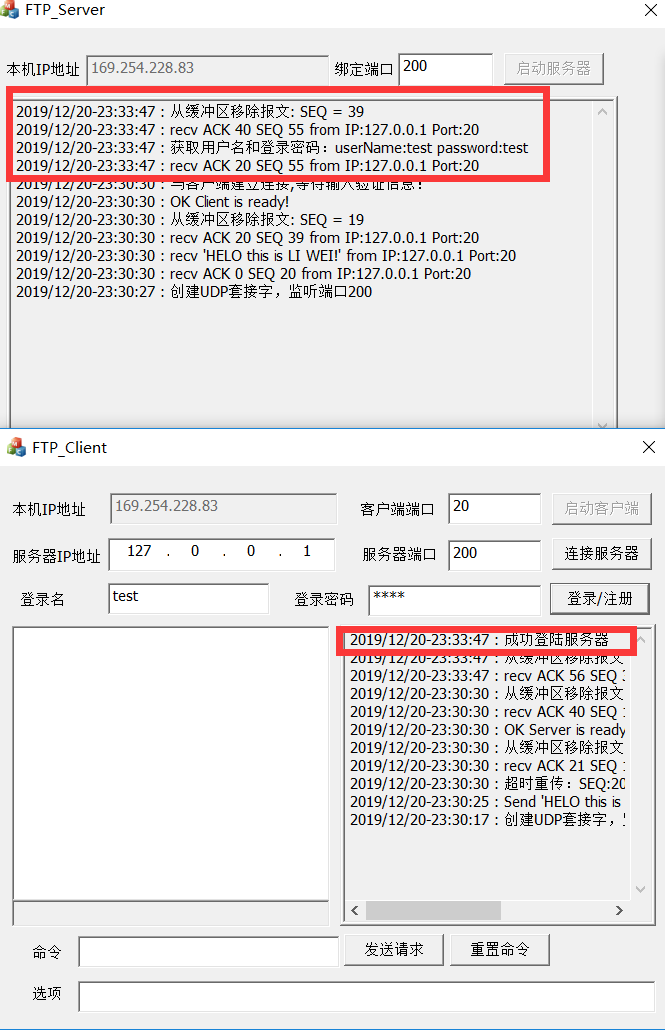 FTP_Server
本机IP地址 169.254.228.83 绑定端口 200 启动服务器
2019/12/20-23:33:47 : 从缓冲区移除报文: SEQ = 39
2019/12/20-23:33:47 : recv ACK 40 SEQ 55 from IP:127.0.0.1 Port:20
2019/12/20-23:33:47 : 获取用户名和登录密码：userName:test password:test
2019/12/20-23:33:47 : recv ACK 20 SEQ 55 from IP:127.0.0.1 Port:20
2019/12/20-23:30:30 : 与客户端建立连接,等待输入验证信息！
2019/12/20-23:30:30 : OK Client is ready!
2019/12/20-23:30:30 : 从缓冲区移除报文: SEQ = 19
2019/12/20-23:30:30 : recv ACK 20 SEQ 39 from IP:127.0.0.1 Port:20
2019/12/20-23:30:30 : recv 'HELO this is LI WEI!' from IP:127.0.0.1 Port:20
2019/12/20-23:30:30 : recv ACK 0 SEQ 20 from IP:127.0.0.1 Port:20
2019/12/20-23:30:27 : 创建UDP套接字，监听端口200
FTP_Client
本机IP地址 169.254.228.83 客户端端口 20 启动客户端
服务器IP地址 127 . 0 . 0 . 1 服务器端口 200 连接服务器
登录名 test 登录密码 **** 登录/注册
2019/12/20-23:33:47 : 成功登陆服务器
2019/12/20-23:33:47 : 从缓冲区移除报文
2019/12/20-23:33:47 : recv ACK 56 SEQ
2019/12/20-23:30:30 : 从缓冲区移除报文
2019/12/20-23:30:30 : recv ACK 40 SEQ
2019/12/20-23:30:30 : OK Server is ready
2019/12/20-23:30:30 : 从缓冲区移除报文
2019/12/20-23:30:30 : recv ACK 21 SEQ
2019/12/20-23:30:30 : 超时重传：SEQ:20
2019/12/20-23:30:25 : Send 'HELO this is
2019/12/20-23:30:17 : 创建UDP套接字，
命令 发送请求 重置命令
选项